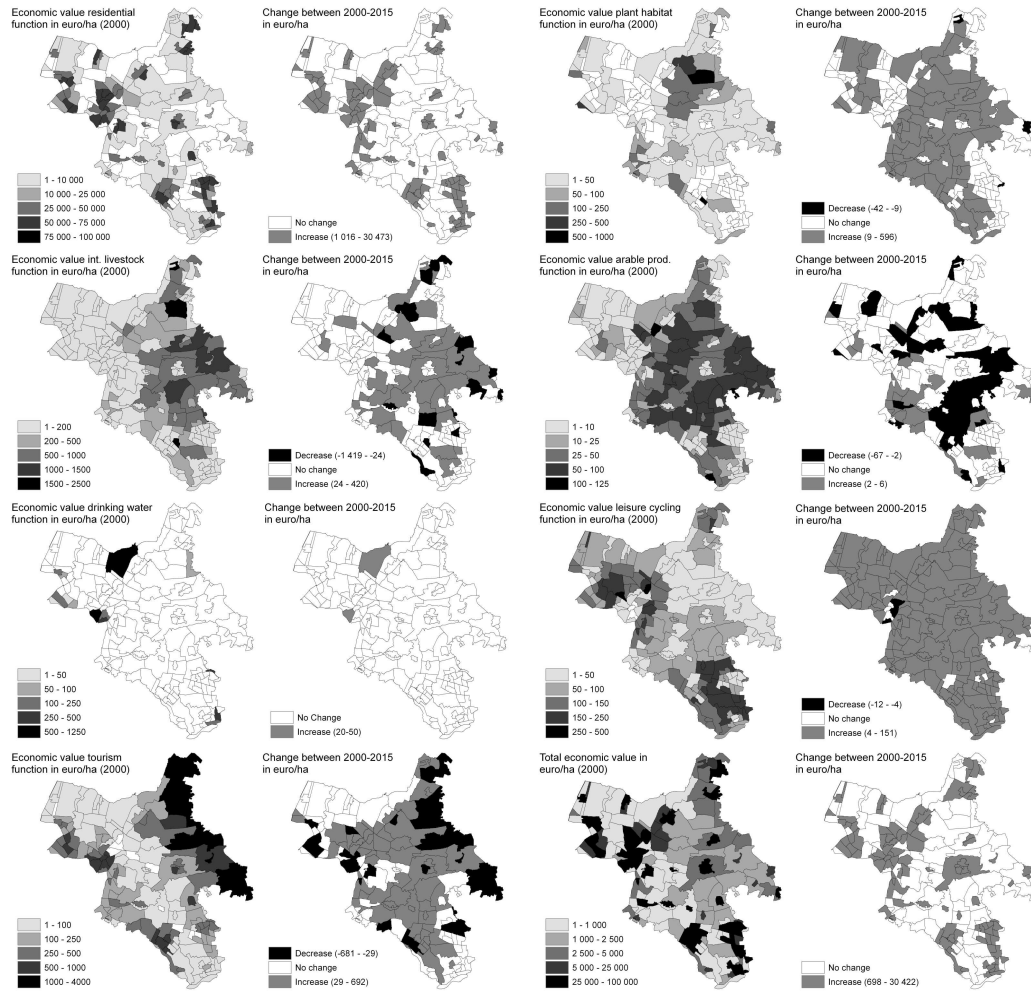 Economic value residential
function in euro/ha (2000)
1 - 10 000
10 000 - 25 000
25 000 - 50 000
50 000 - 75 000
75 000 - 100 000
Change between 2000-2015
in euro/ha
No change
Increase (1 016 - 30 473)
Economic value plant habitat
function in euro/ha (2000)
1 - 50
50 - 100
100 - 250
250 - 500
500 - 1000
Change between 2000-2015
in euro/ha
Decrease (-42 - -9)
No change
Increase (9 - 596)
Economic value int. livestock
function in euro/ha (2000)
1 - 200
200 - 500
500 - 1000
1000 - 1500
1500 - 2500
Change between 2000-2015
in euro/ha
Decrease (-1 419 - -24)
No change
Increase (24 - 420)
Economic value arable prod.
function in euro/ha (2000)
1 - 10
10 - 25
25 - 50
50 - 100
100 - 125
Change between 2000-2015
in euro/ha
Decrease (-67 - -2)
No change
Increase (2 - 6)
Economic value drinking water
function in euro/ha (2000)
1 - 50
50 - 100
100 - 250
250 - 500
500 - 1250
Change between 2000-2015
in euro/ha
No Change
Increase (20-50)
Economic value leisure cycling
function in euro/ha (2000)
1 - 50
50 - 100
100 - 150
150 - 250
250 - 500
Change between 2000-2015
in euro/ha
Decrease (-12 - -4)
No change
Increase (4 - 151)
Economic value tourism
function in euro/ha (2000)
1 - 100
100 - 250
250 - 500
500 - 1000
1000 - 4000
Change between 2000-2015
in euro/ha
Decrease (-681 - -29)
No change
Increase (29 - 692)
Total economic value in
euro/ha (2000)
1 - 1 000
1 000 - 2 500
2 500 - 5 000
5 000 - 25 000
25 000 - 100 000
Change between 2000-2015
in euro/ha
No change
Increase (698 - 30 422)